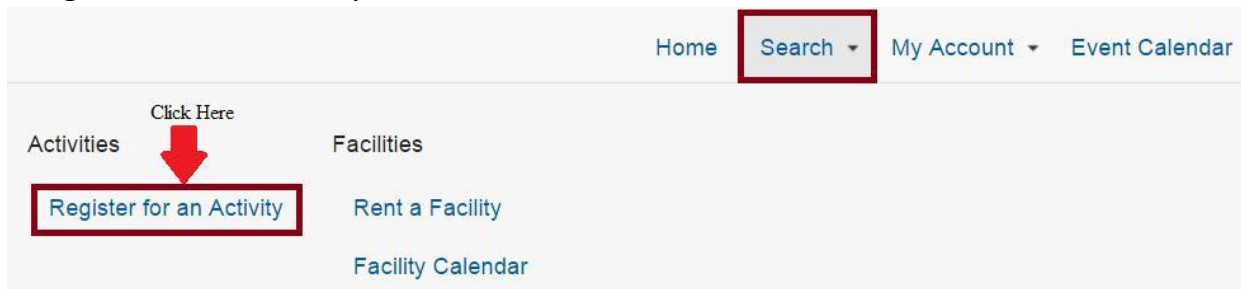 Home Search My Account Event Calendar
Click Here
Activities Facilities
Register for an Activity Rent a Facility
Facility Calendar